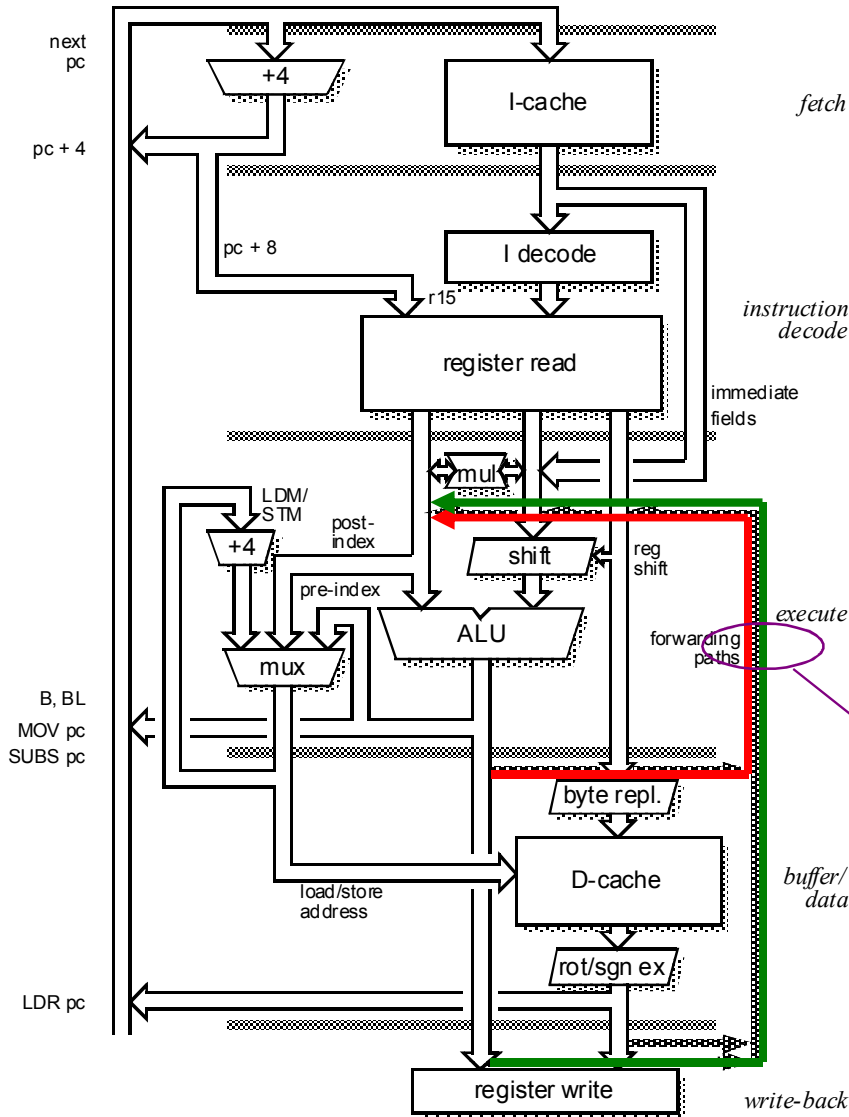 next
pc
+4
I-cache
fetch
pc + 4
pc + 8
I decode
r15
instruction
decode
register read
immediate
fields
mul
LDM/
STM
+4
post-
index
shift
reg
shift
pre-index
ALU
execute
forwarding
paths
mux
B, BL
MOV pc
SUBS pc
byte repl.
D-cache
buffer/
data
load/store
address
rot/sgn ex
LDR pc
register write
write-back